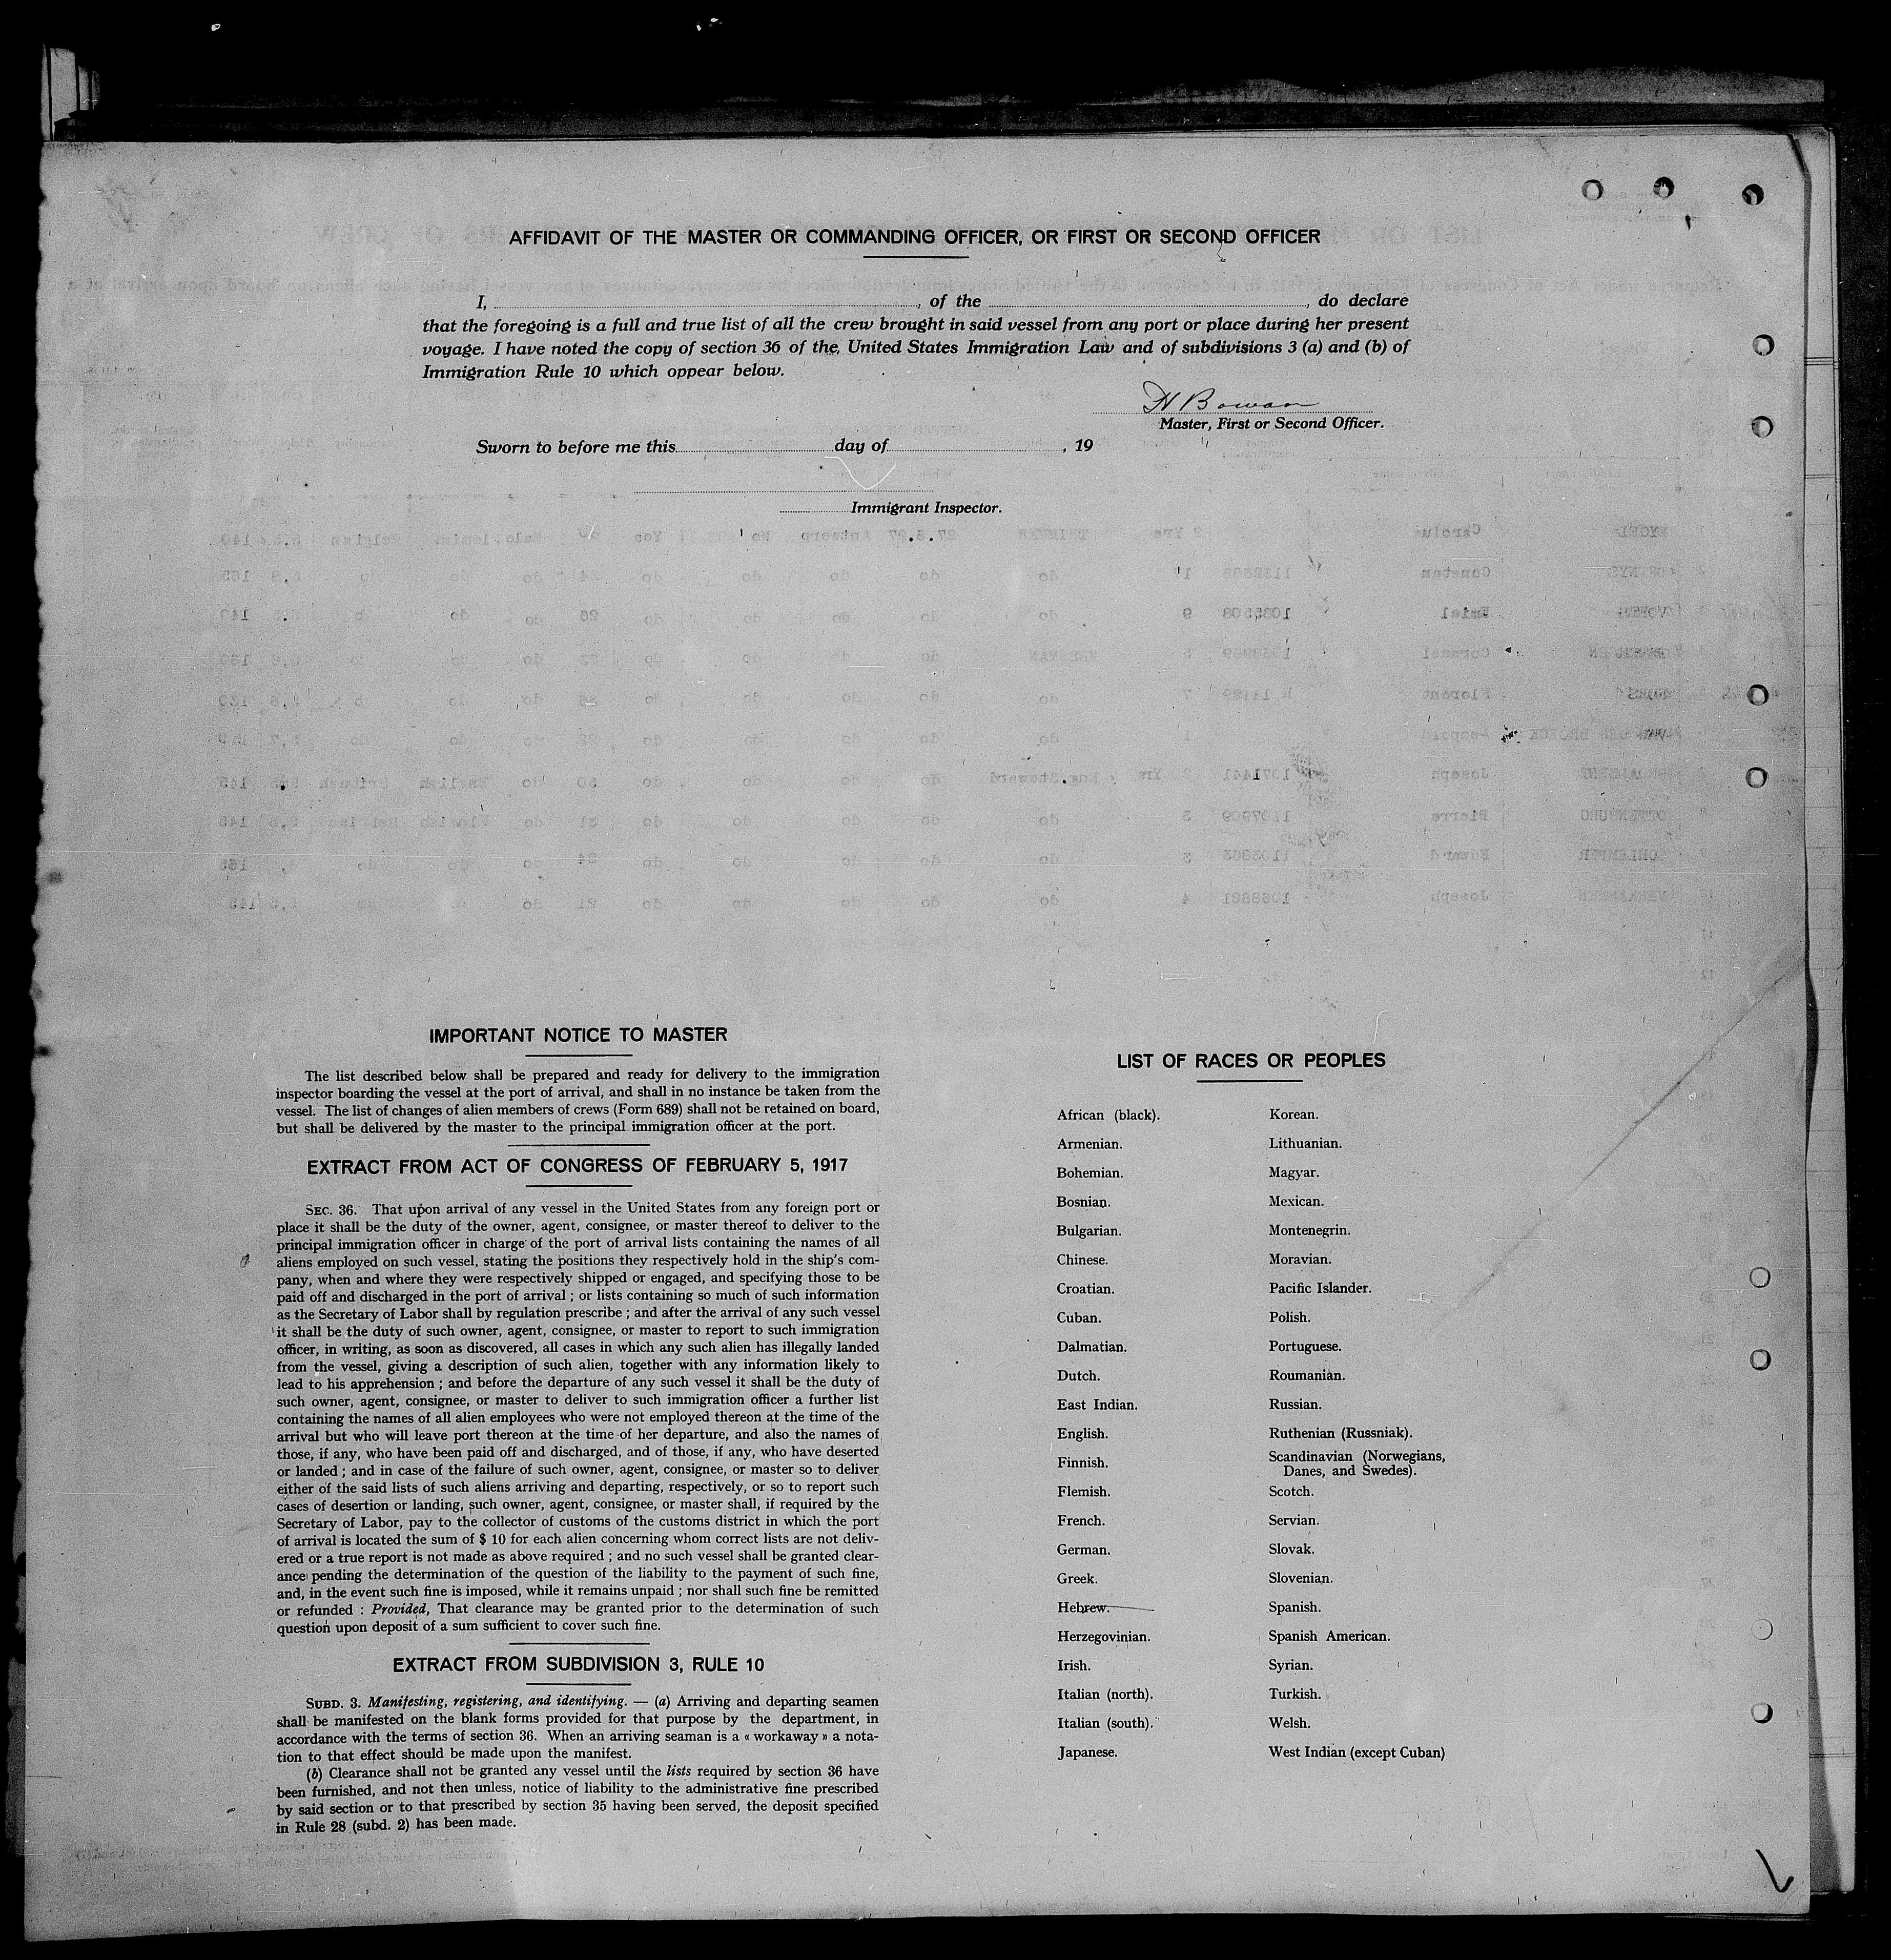 AFFIDAVIT OF THE MASTER OR COMMANDING OFFICER, OR FIRST OR SECOND OFFICER
I, , of the , do declare
that the foregoing is a full and true list of all the crew brought in said vessel from any port or place during her present
voyage. I have noted the copy of section 36 of the, United States Immigration Law and of subdivisions 3 (a) and (b) of
Immigration Rule 10 which oppear below.
Master, First or Second Officer.
Sworn to before me this day of , 19
Immigrant Inspector.
IMPORTANT NOTICE TO MASTER
The list described below shall be prepared and ready for delivery to the immigration
inspector boarding the vessel at the port of arrival, and shall in no instance be taken from the
vessel. The list of changes of alien members of crews (Form 689) shall not be retained on board,
but shall be delivered by the master to the principal immigration officer at the port.
EXTRACT FROM ACT OF CONGRESS OF FEBRUARY 5, 1917
SEC. 36. That upon arrival of any vessel in the United States from any foreign port or
place it shall be the duty of the owner, agent, consignee, or master thereof to deliver to the
principal immigration officer in charge of the port of arrival lists containing the names of all
aliens employed on such vessel, stating the positions they respectively hold in the ship's com-
pany, when and where they were respectively shipped or engaged, and specifying those to be
paid off and discharged in the port of arrival ; or lists containing so much of such information
as the Secretary of Labor shall by regulation prescribe ; and after the arrival of any such vessel
it shall be the duty of such owner, agent, consignee, or master to report to such immigration
officer, in writing, as soon as discovered, all cases in which any such alien has illegally landed
from the vessel, giving a description of such alien, together with any information likely to
lead to his apprehension ; and before the departure of any such vessel it shall be the duty of
such owner, agent, consignee, or master to deliver to such immigration officer a further list
containing the names of all alien employees who were not employed thereon at the time of the
arrival but who will leave port thereon at the time of her departure, and also the names of
those, if any, who have been paid off and discharged, and of those, if any, who have deserted
or landed ; and in case of the failure of such owner, agent, consignee, or master so to deliver
either of the said lists of such aliens arriving and departing, respectively, or so to report such
cases of desertion or landing, such owner, agent, consignee, or master shall, if required by the
Secretary of Labor, pay to the collector of customs of the customs district in which the port
of arrival is located the sum of $ 10 for each alien concerning whom correct lists are not deliv-
ered or a true report is not made as above required ; and no such vessel shall be granted clear-
ance pending the determination of the question of the liability to the payment of such fine,
and, in the event such fine is imposed, while it remains unpaid ; nor shall such fine be remitted
or refunded : Provided, That clearance may be granted prior to the determination of such
question upon deposit of a sum sufficient to cover such fine.
EXTRACT FROM SUBDIVISION 3, RULE 10
SUBD. 3. Manifesting, registering, and identifying. — (a) Arriving and departing seamen
shall be manifested on the blank forms provided for that purpose by the department, in
accordance with the terms of section 36. When an arriving seaman is a « workaway » a nota-
tion to that effect should be made upon the manifest.
(b) Clearance shall not be granted any vessel until the lists required by section 36 have
been furnished, and not then unless, notice of liability to the administrative fine prescribed
by said section or to that prescribed by section 35 having been served, the deposit specified
in Rule 28 (subd. 2) has been made.
LIST OF RACES OR PEOPLES
African (black).
Armenian.
Bohemian.
Bosnian.
Bulgarian.
Chinese.
Croatian.
Cuban.
Dalmatian.
Dutch.
East Indian.
English.
Finnish.
Flemish.
French.
German.
Greek.
Hebrew.
Herzegovinian.
Irish.
Italian (north).
Italian (south).
Japanese.
Korean.
Lithuanian.
Magyar.
Mexican.
Montenegrin.
Moravian.
Pacific Islander.
Polish.
Portuguese.
Roumanian.
Russian.
Ruthenian (Russniak).
Scandinavian (Norwegians,
Danes, and Swedes).
Scotch.
Servian.
Slovak.
Slovenian.
Spanish.
Spanish American.
Syrian.
Turkish.
Welsh.
West Indian (except Cuban)